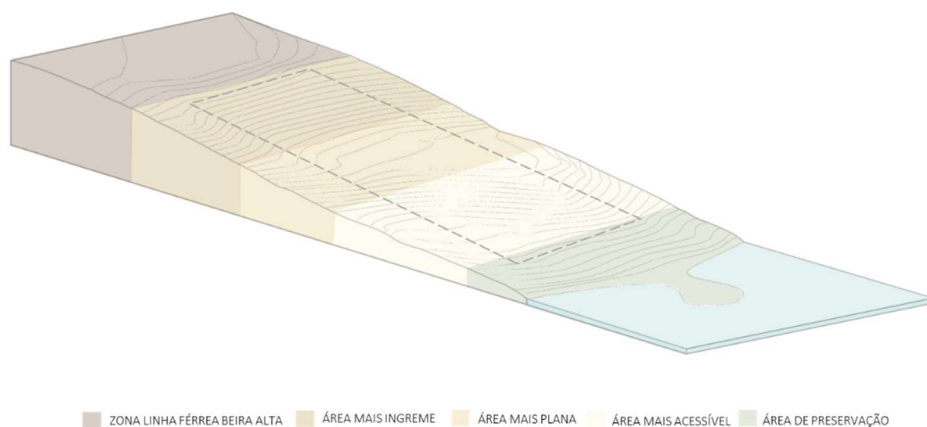 ZONA LINHA FÉRREA BEIRA ALTA
ÁREA MAIS INGREME
ÁREA MAIS PLANA
ÁREA MAIS ACESSÍVEL
ÁREA DE PRESERVAÇÃO